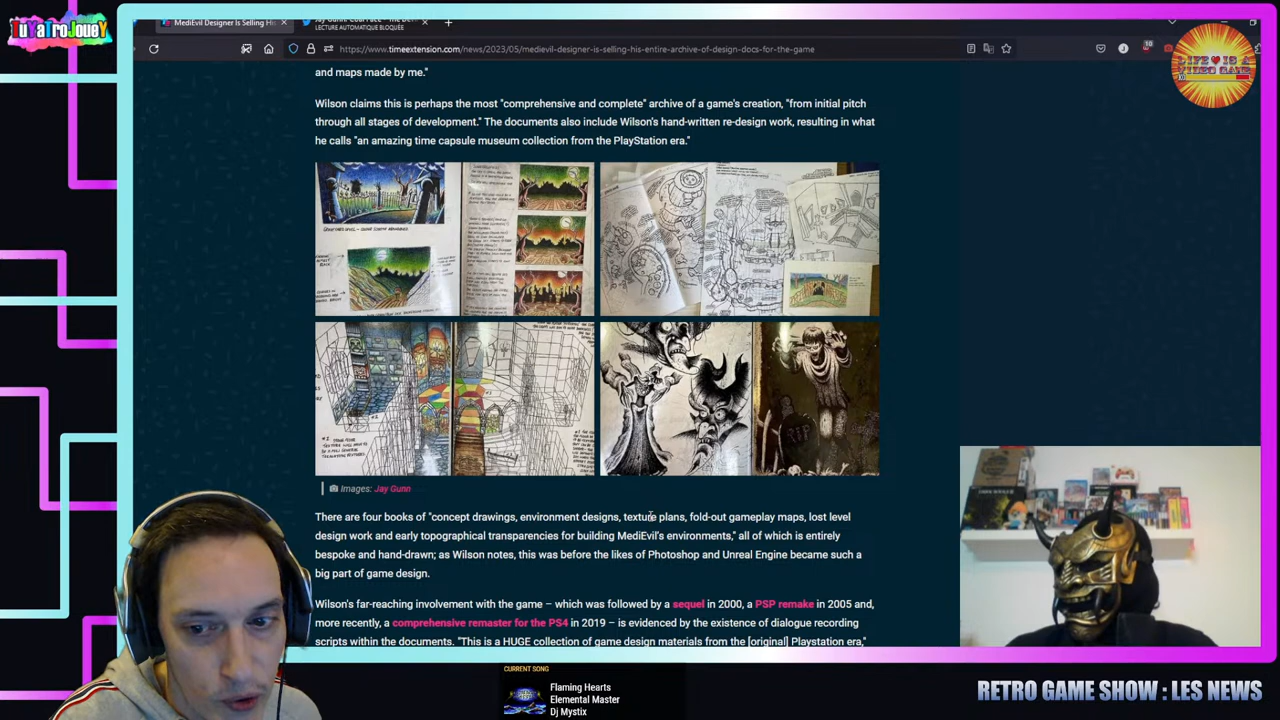 TuYaTroJoueY
MediEvil Designer Is Selling His
LECTURE AUTOMATIQUE BLOQUÉE
https://www.timeextension.com/news/2023/05/medievil-designer-is-selling-his-entire-archive-of-design-docs-for-the-game
LIFE IS A
VIDEO GAME
and maps made by me."
Wilson claims this is perhaps the most "comprehensive and complete" archive of a game's creation, "from initial pitch
through all stages of development." The documents also include Wilson's hand-written re-design work, resulting in what
he calls "an amazing time capsule museum collection from the PlayStation era."
RIP
Images: Jay Gunn
There are four books of "concept drawings, environment designs, texture plans, fold-out gameplay maps, lost level
design work and early topographical transparencies for building MediEvil's environments," all of which is entirely
bespoke and hand-drawn; as Wilson notes, this was before the likes of Photoshop and Unreal Engine became such a
big part of game design.
Wilson's far-reaching involvement with the game – which was followed by a sequel in 2000, a PSP remake in 2005 and,
more recently, a comprehensive remaster for the PS4 in 2019 – is evidenced by the existence of dialogue recording
scripts within the documents. "This is a HUGE collection of game design materials from the [original] Playstation era,"
CURRENT SONG
Flaming Hearts
Elemental Master
Dj Mystix
RETRO GAME SHOW : LES NEWS